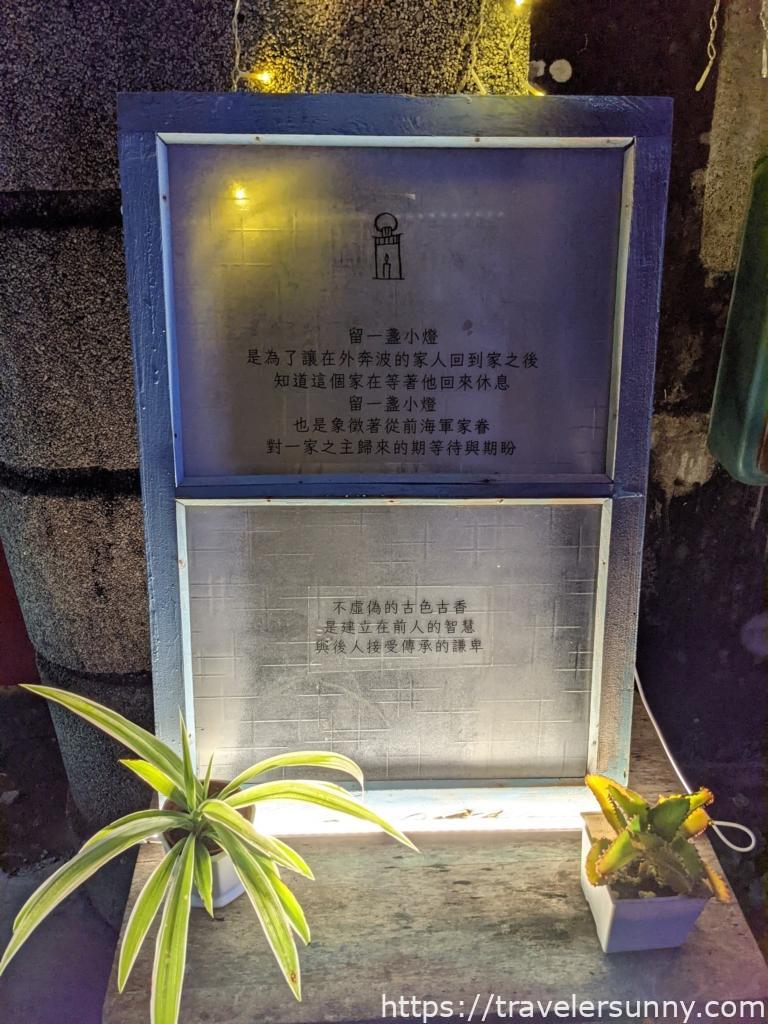 留一盞小燈
是為了讓在外奔波的家人回到家之後
知道這個家在等著他回來休息
留一盞小燈
也是象徵著從前海軍家眷
對一家之主歸來的期等待與期盼
不虛偽的古色古香
是建立在前人的智慧
與後人接受傳承的謙卑
https://travelersunny.com